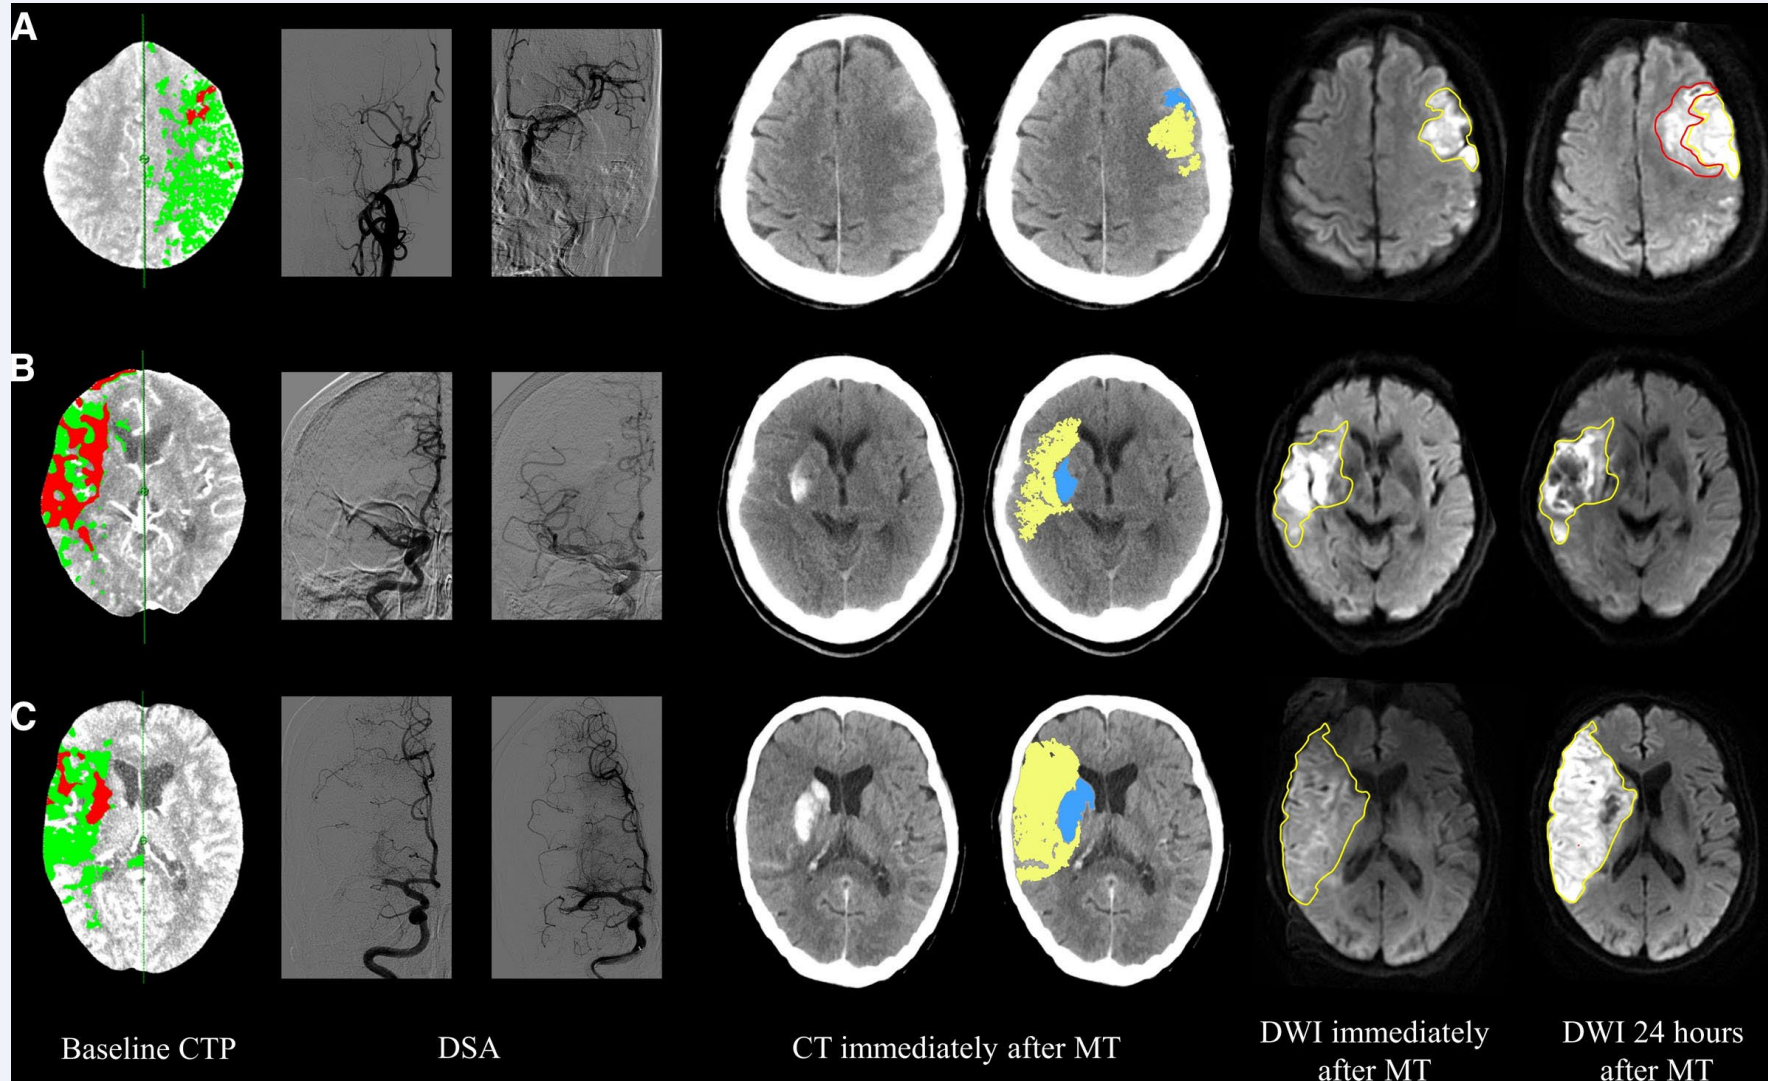 A
B
C
Baseline CTP
DSA
CT immediately after MT
DWI immediately
after MT
DWI 24 hours
after MT